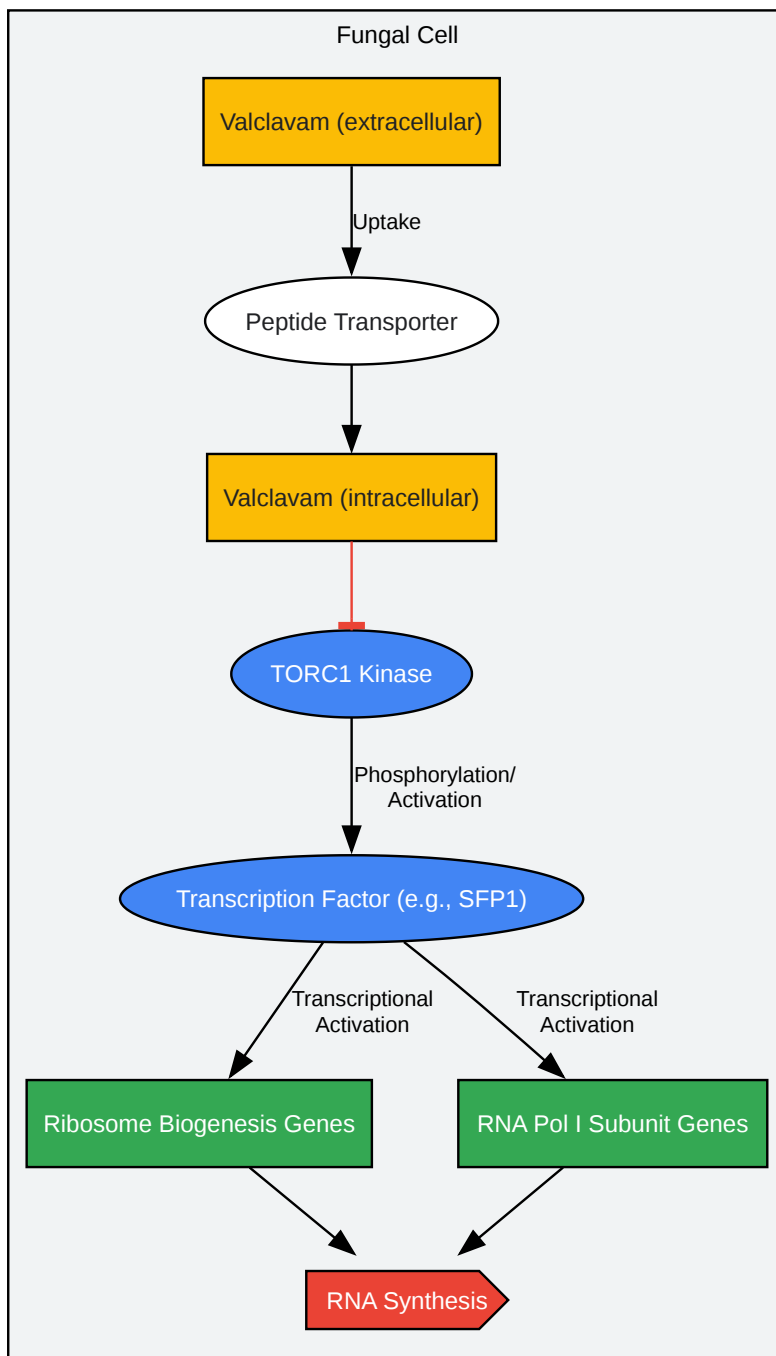 Fungal Cell
Valclavam (extracellular)
Uptake
Peptide Transporter
Valclavam (intracellular)
TORC1 Kinase
Phosphorylation/
Activation
Transcription Factor (e.g., SFP1)
Transcriptional
Activation
Transcriptional
Activation
Ribosome Biogenesis Genes
RNA Pol I Subunit Genes
RNA Synthesis